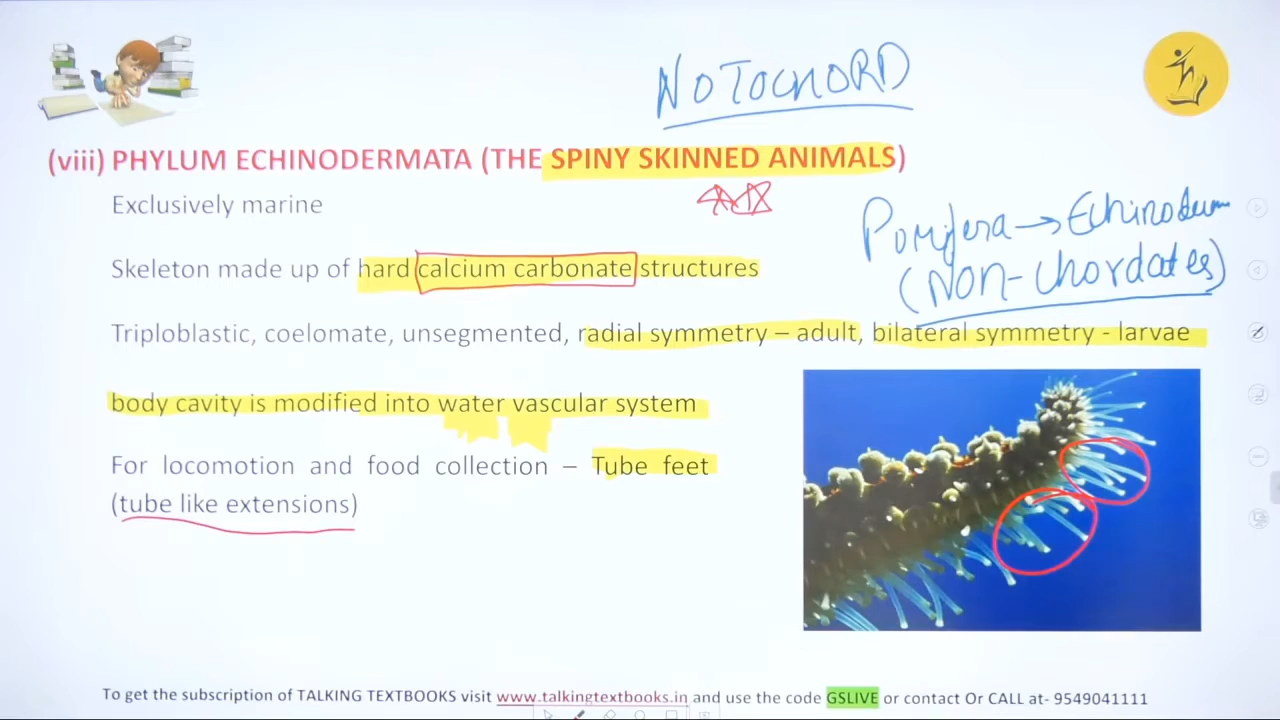 NOTOCHORD
(viii) PHYLUM ECHINODERMATA (THE SPINY SKINNED ANIMALS)
Exclusively marine
Porifera → Echinoderm
(Non-chordates)
Skeleton made up of hard calcium carbonate structures
Triploblastic, coelomate, unsegmented, radial symmetry – adult, bilateral symmetry - larvae
body cavity is modified into water vascular system
For locomotion and food collection – Tube feet
(tube like extensions)
To get the subscription of TALKING TEXTBOOKS visit www.talkingtextbooks.in and use the code GSLIVE or contact Or CALL at- 9549041111